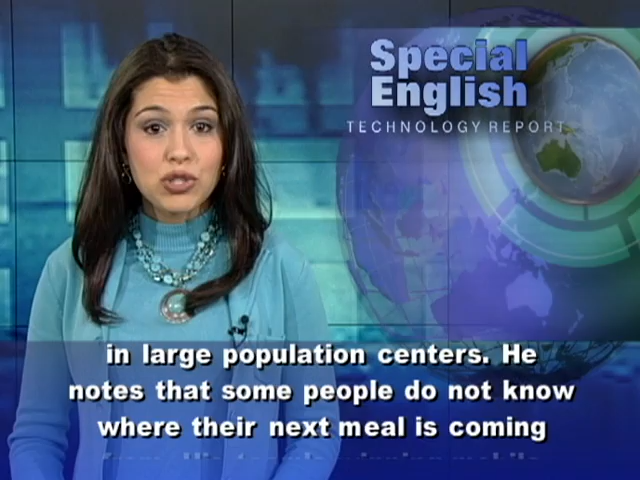 Special
English
TECHNOLOGY REPORT
in large population centers. He
notes that some people do not know
where their next meal is coming